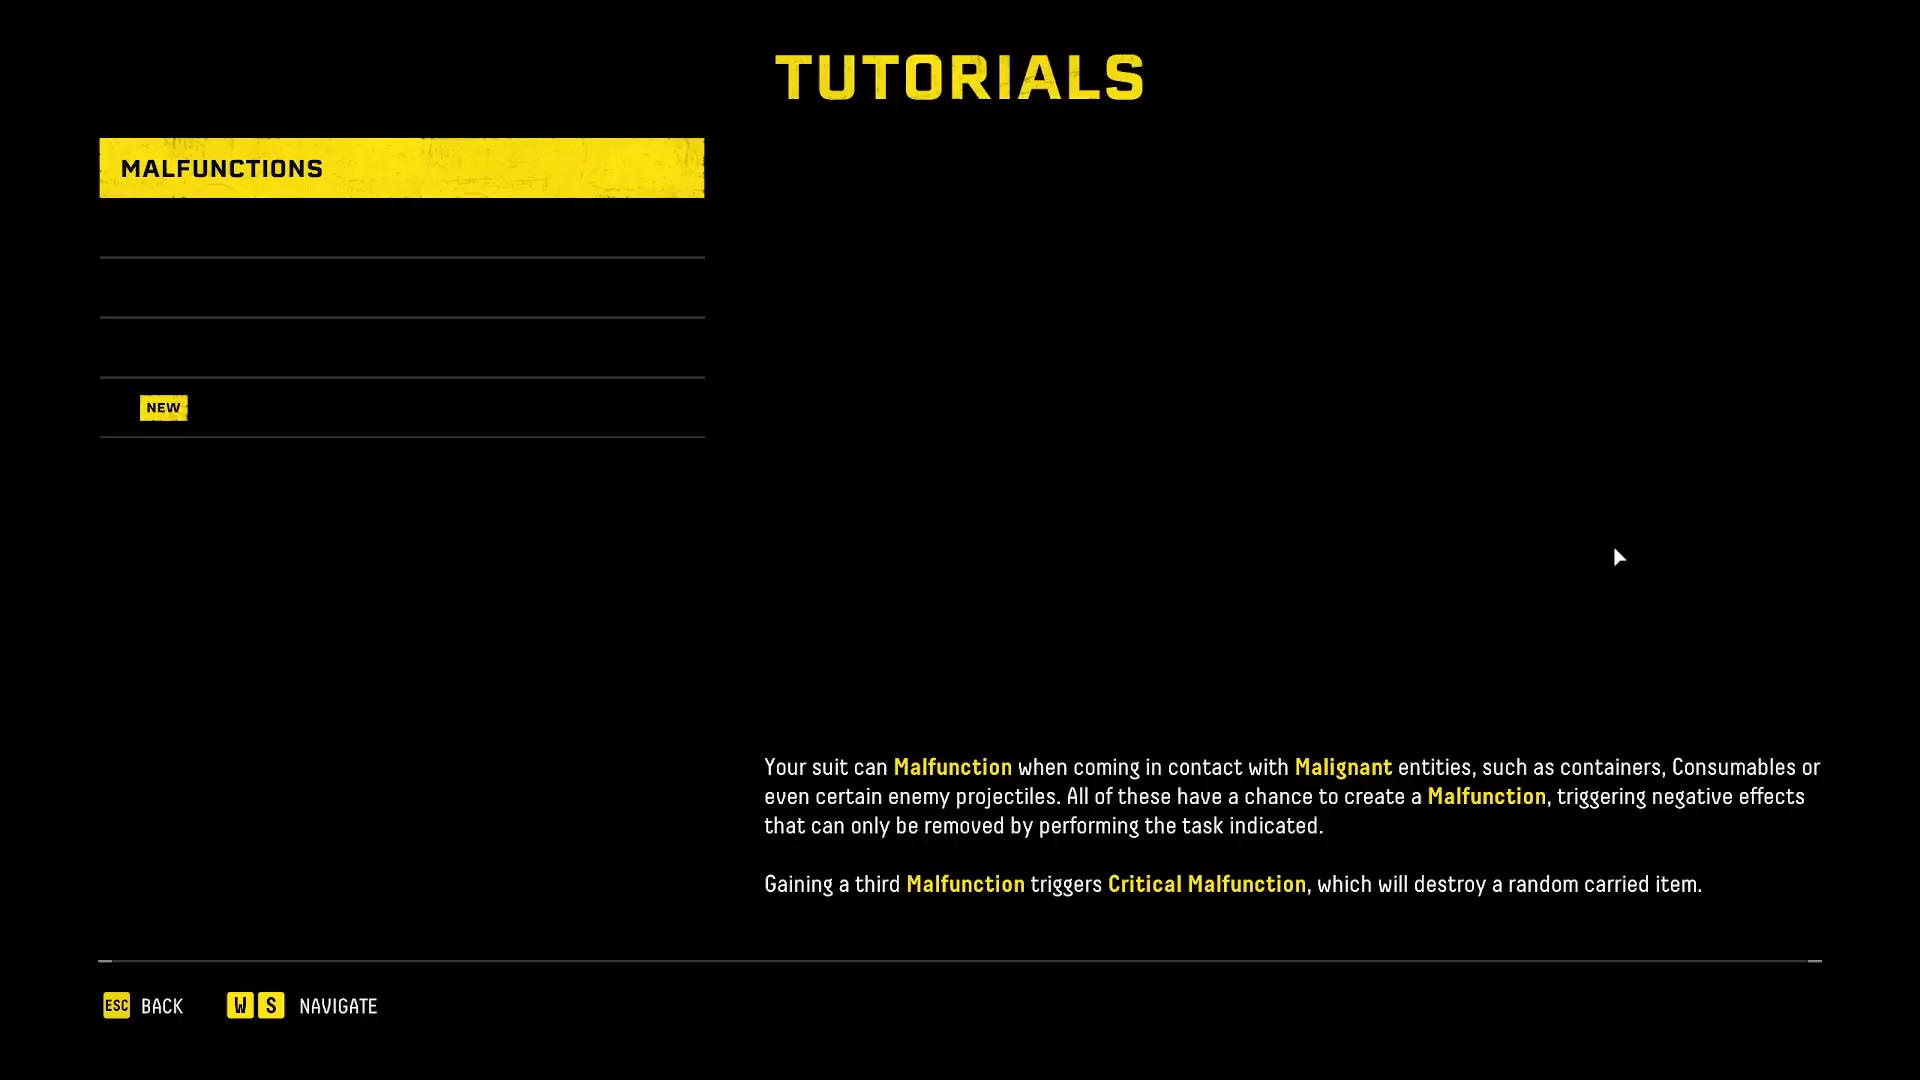 TUTORIALS
MALFUNCTIONS
NEW
Your suit can Malfunction when coming in contact with Malignant entities, such as containers, Consumables or
even certain enemy projectiles. All of these have a chance to create a Malfunction, triggering negative effects
that can only be removed by performing the task indicated.
Gaining a third Malfunction triggers Critical Malfunction, which will destroy a random carried item.
ESC BACK W S NAVIGATE